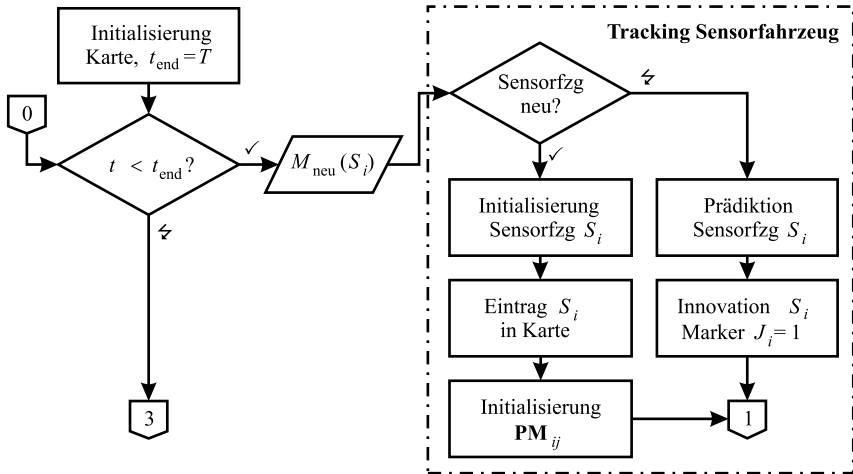 Initialisierung
Karte, t_end = T
0
t < t_end?
✓
↯
M_neu (S_i)
3
Tracking Sensorfahrzeug
Sensorfzg
neu?
↯
✓
Initialisierung
Sensorfzg S_i
Prädiktion
Sensorfzg S_i
Eintrag S_i
in Karte
Innovation S_i
Marker J_i = 1
Initialisierung
PM_ij
1